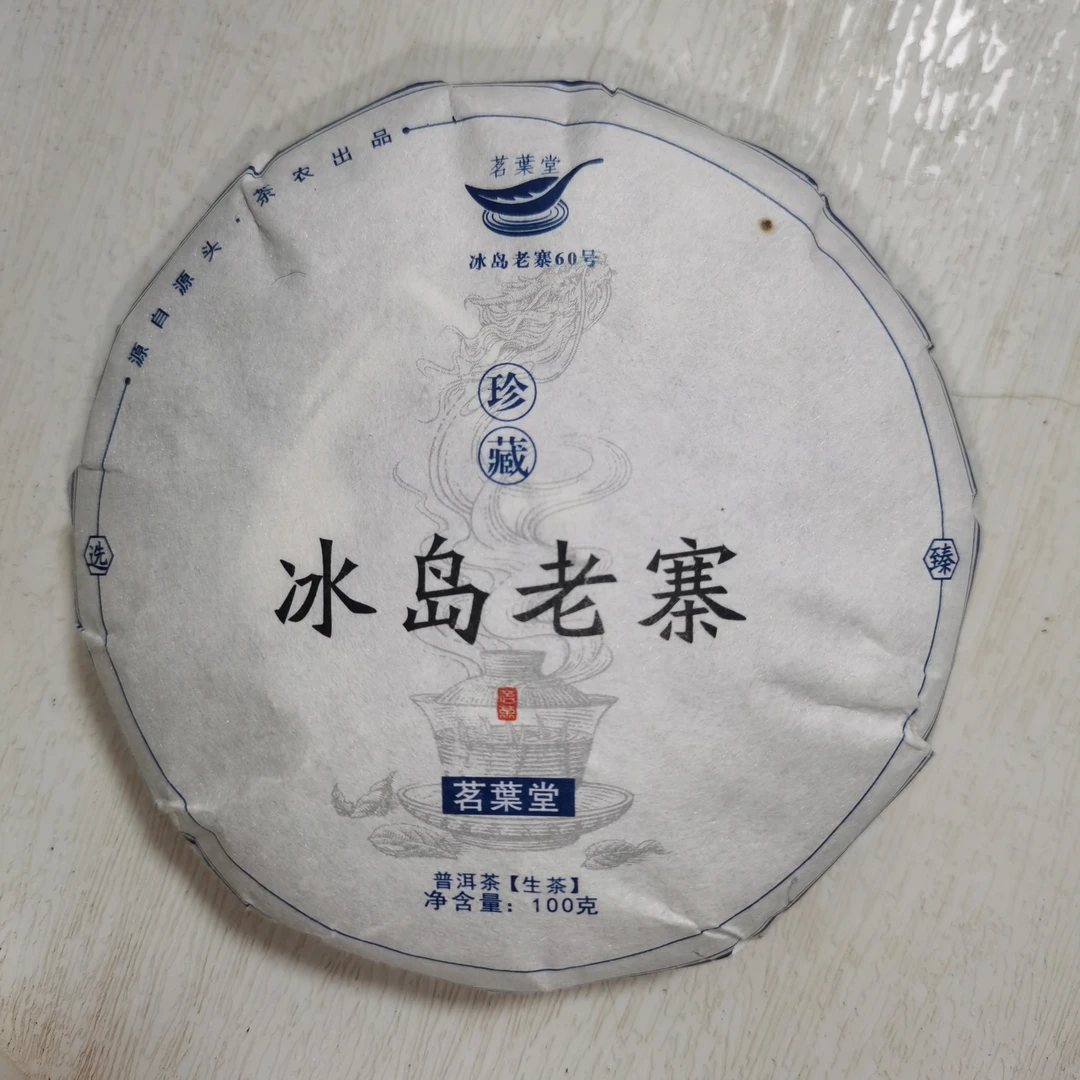 茗葉堂
冰岛老寨60号
源自源头·茶农出品
珍
藏
选
臻
冰岛老寨
茗葉堂
普洱茶【生茶】
净含量：100克